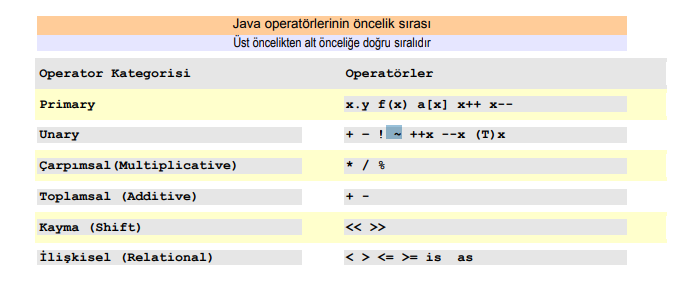 Java operatörlerinin öncelik sırası
Üst öncelikten alt önceliğe doğru sıralıdır
Operator Kategorisi Operatörler
Primary x.y f(x) a[x] x++ x--
Unary + - ! ~ ++x --x (T)x
Çarpımsal(Multiplicative) * / %
Toplamsal (Additive) + -
Kayma (Shift) << >>
İlişkisel (Relational) < > <= >= is as